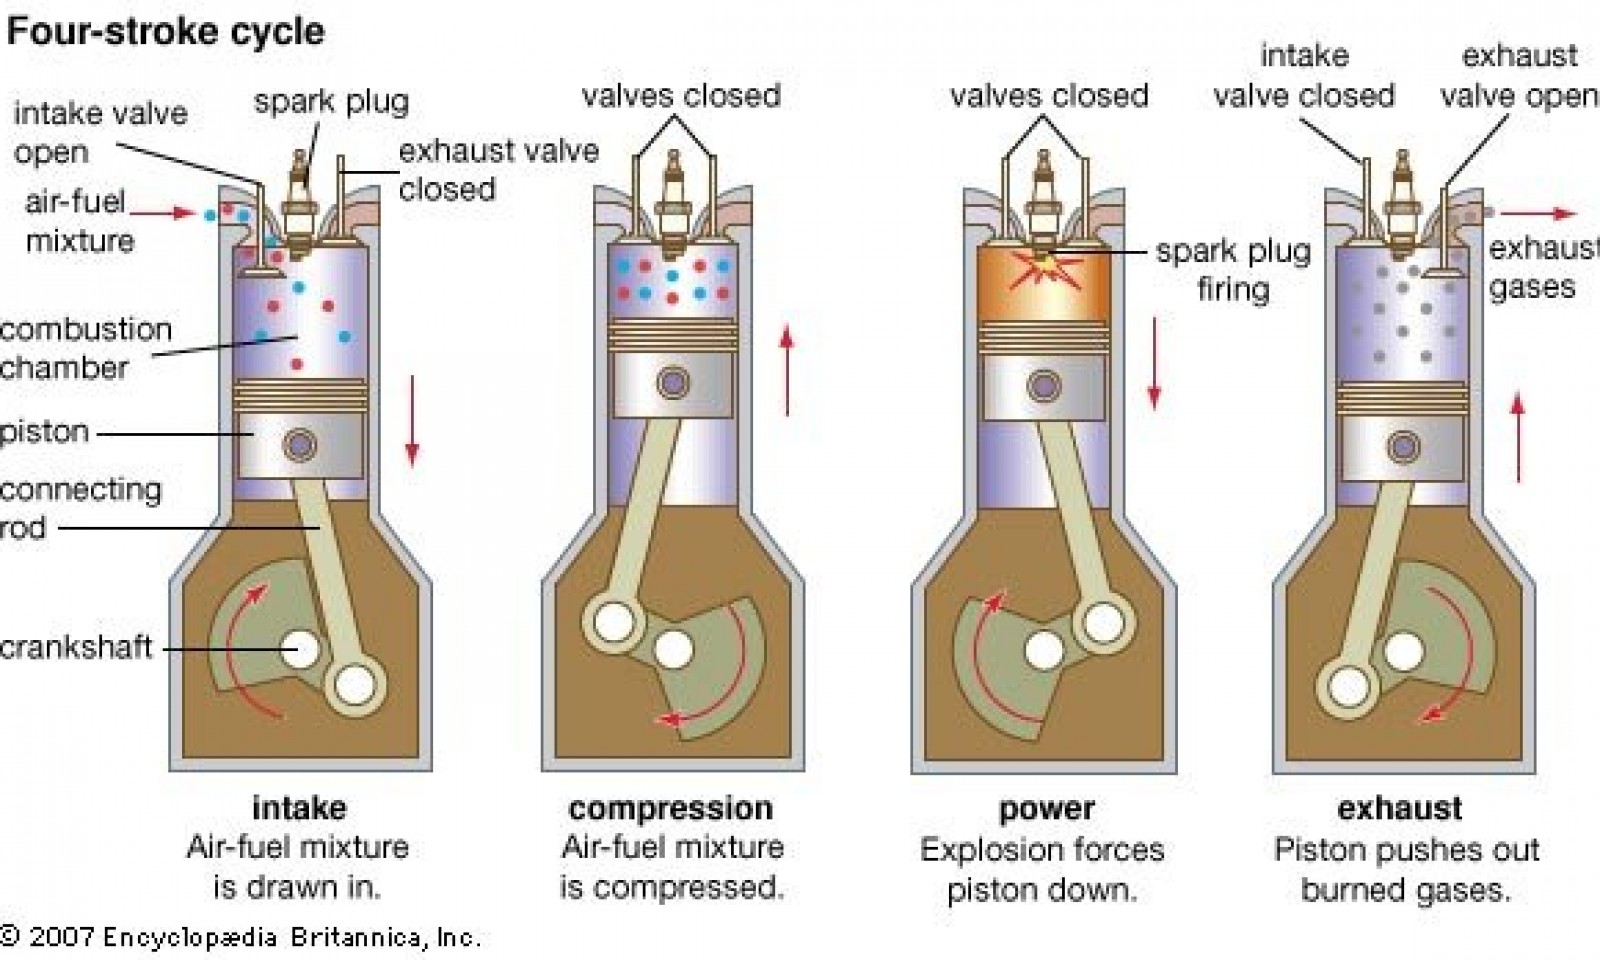 Four-stroke cycle
intake valve
open
spark plug
exhaust valve
closed
air-fuel
mixture
combustion
chamber
piston
connecting
rod
crankshaft
intake
Air-fuel mixture
is drawn in.
valves closed
compression
Air-fuel mixture
is compressed.
valves closed
spark plug
firing
power
Explosion forces
piston down.
intake
valve closed
exhaust
valve open
exhaust
gases
exhaust
Piston pushes out
burned gases.
© 2007 Encyclopædia Britannica, Inc.